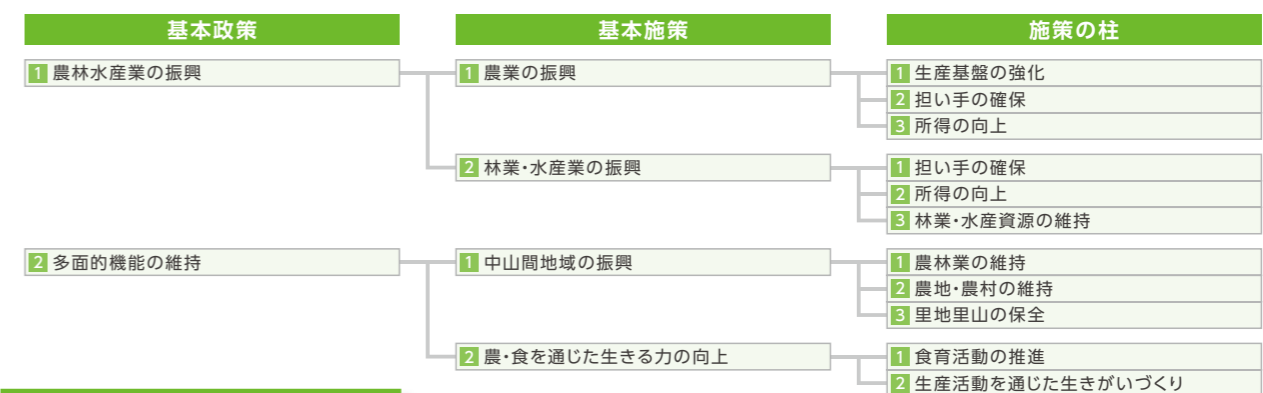 基本政策
基本施策
施策の柱
1 農林水産業の振興
1 農業の振興
1 生産基盤の強化
2 担い手の確保
3 所得の向上
2 林業・水産業の振興
1 担い手の確保
2 所得の向上
3 林業・水産資源の維持
2 多面的機能の維持
1 中山間地域の振興
1 農林業の維持
2 農地・農村の維持
3 里地里山の保全
2 農・食を通じた生きる力の向上
1 食育活動の推進
2 生産活動を通じた生きがいづくり